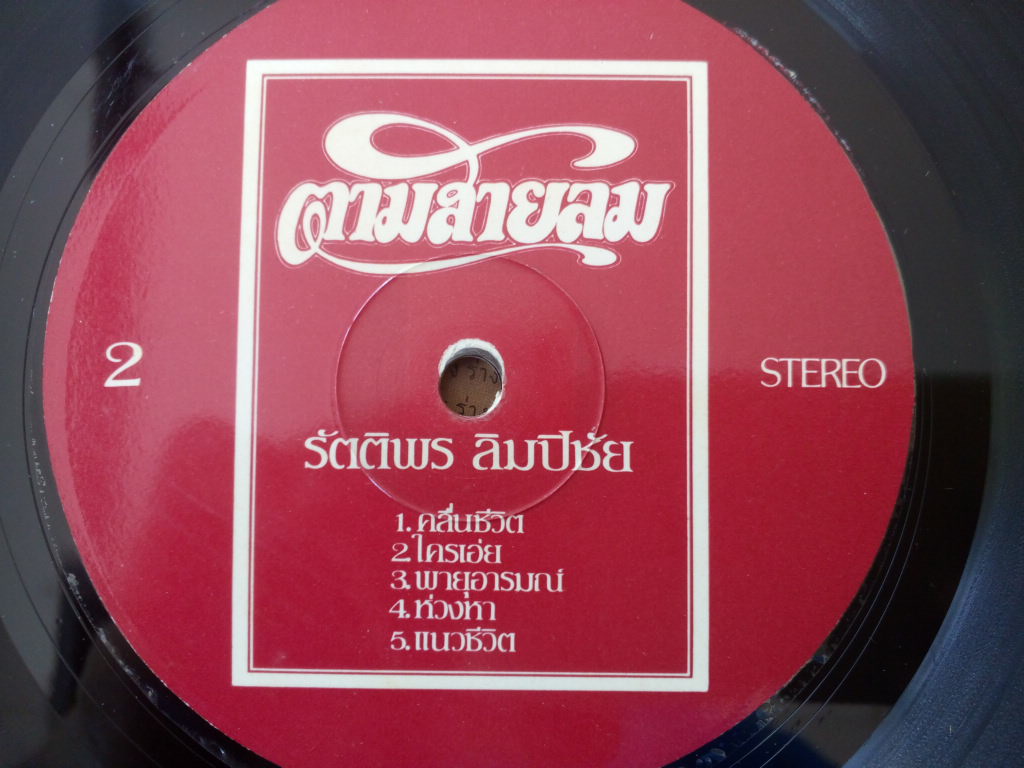 ตามสายลม
2
STEREO
รัตติพร ลิมปิชัย
1. คลื่นชีวิต
2. ใครเอ่ย
3. พายุอารมณ์
4. ห่วงหา
5. แนวชีวิต